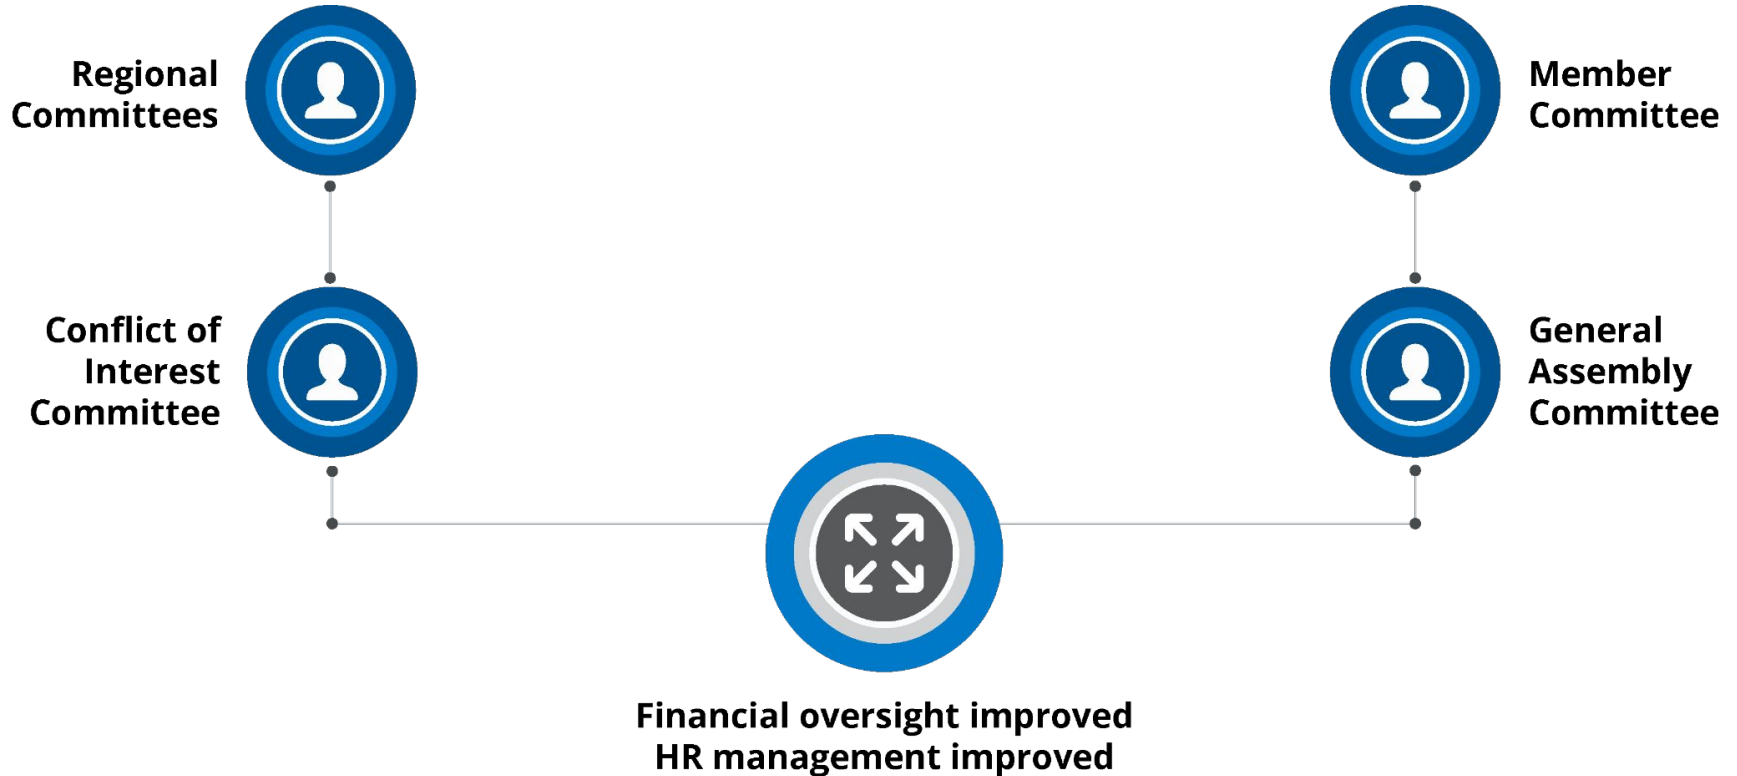 Regional
Committees
Member
Committee
Conflict of
Interest
Committee
General
Assembly
Committee
Financial oversight improved
HR management improved